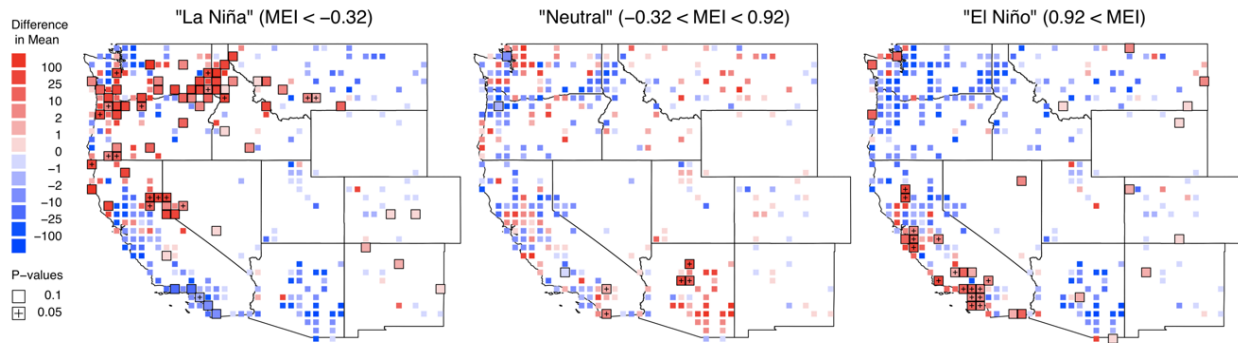 "La Niña" (MEI < −0.32)
"Neutral" (−0.32 < MEI < 0.92)
"El Niño" (0.92 < MEI)
Difference
in Mean
100
25
10
2
1
0
−1
−2
−10
−25
−100
P−values
0.1
0.05